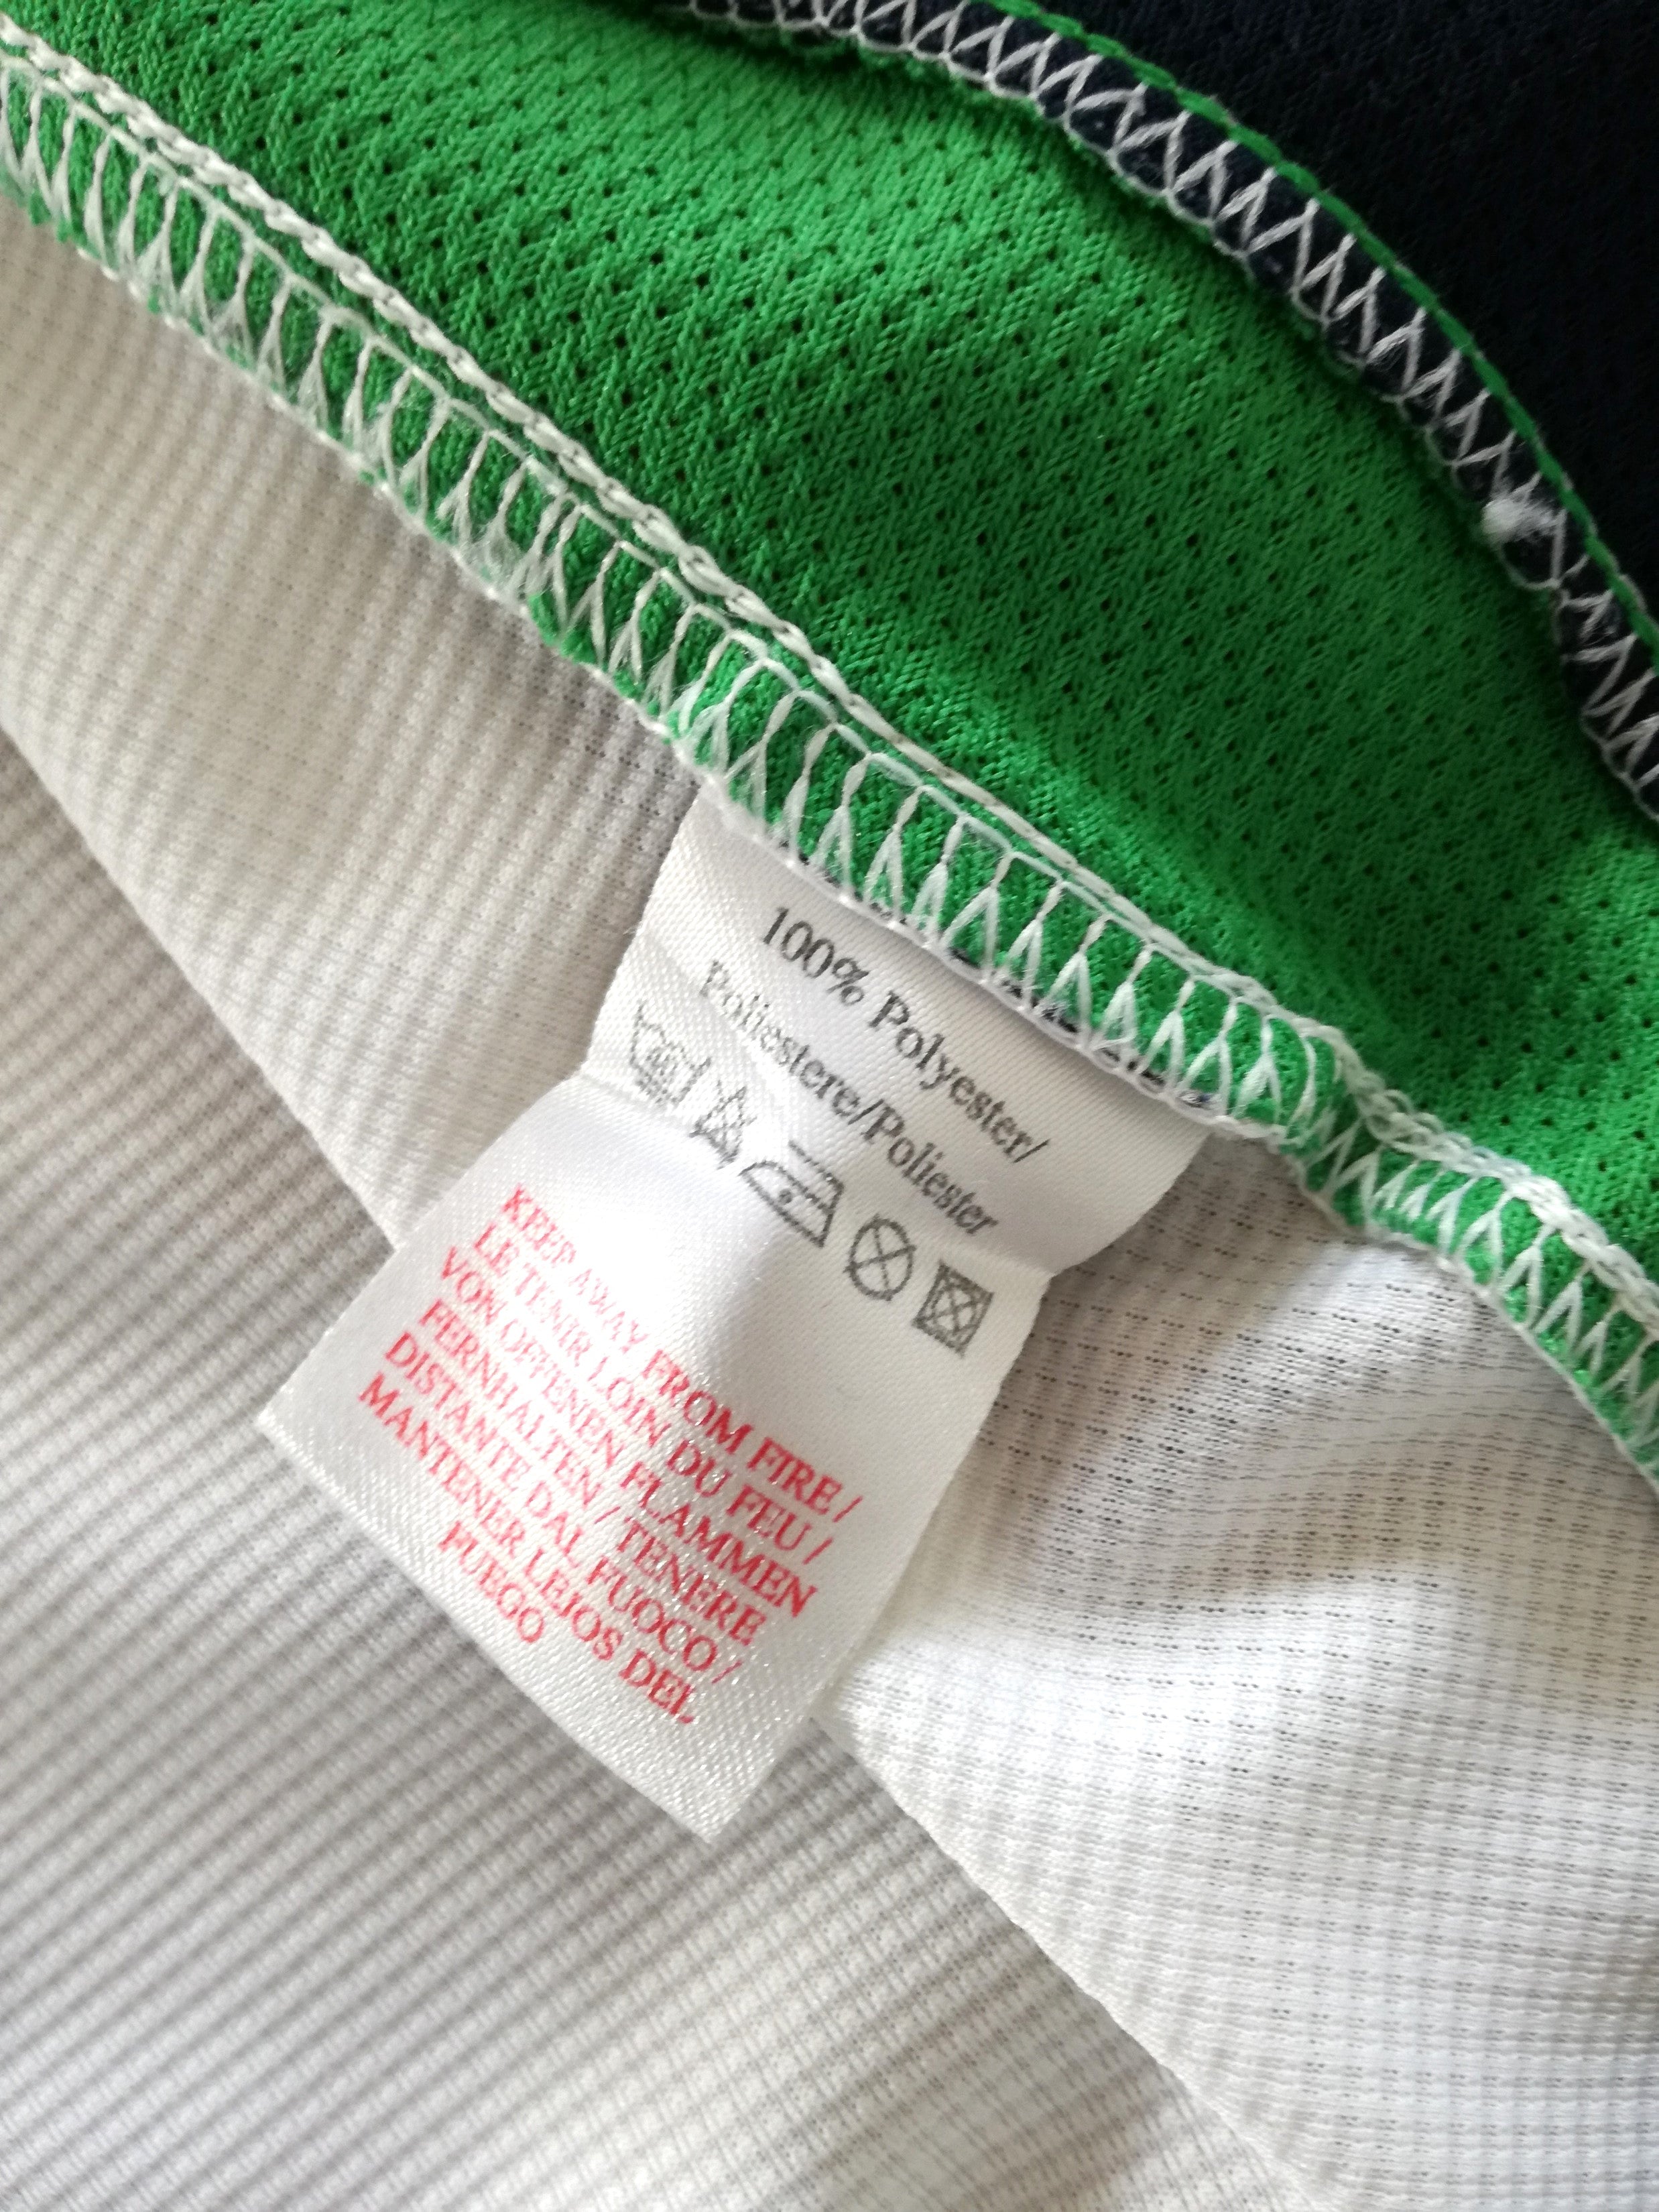 100% Polyester/
Poliestere/Poliester
KEEP AWAY FROM FIRE /
LE TENIR LOIN DU FEU /
VON OFFENEN FLAMMEN
FERNHALTEN / TENERE
DISTANTE DAL FUOCO /
MANTENER LEJOS DEL
FUEGO